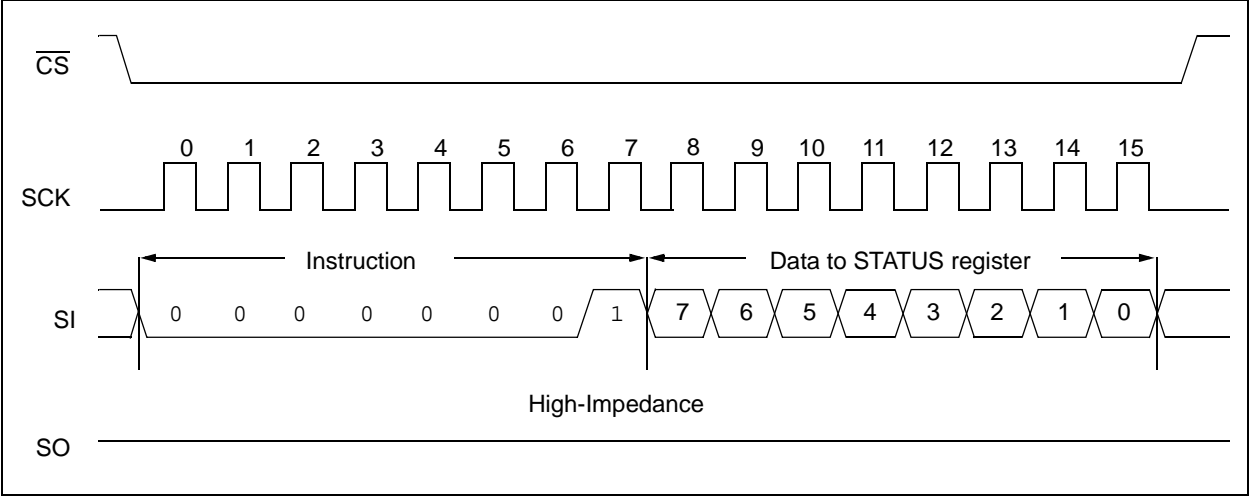 CS
0 1 2 3 4 5 6 7 8 9 10 11 12 13 14 15
SCK
Instruction Data to STATUS register
SI 0 0 0 0 0 0 0 1 7 6 5 4 3 2 1 0
High-Impedance
SO